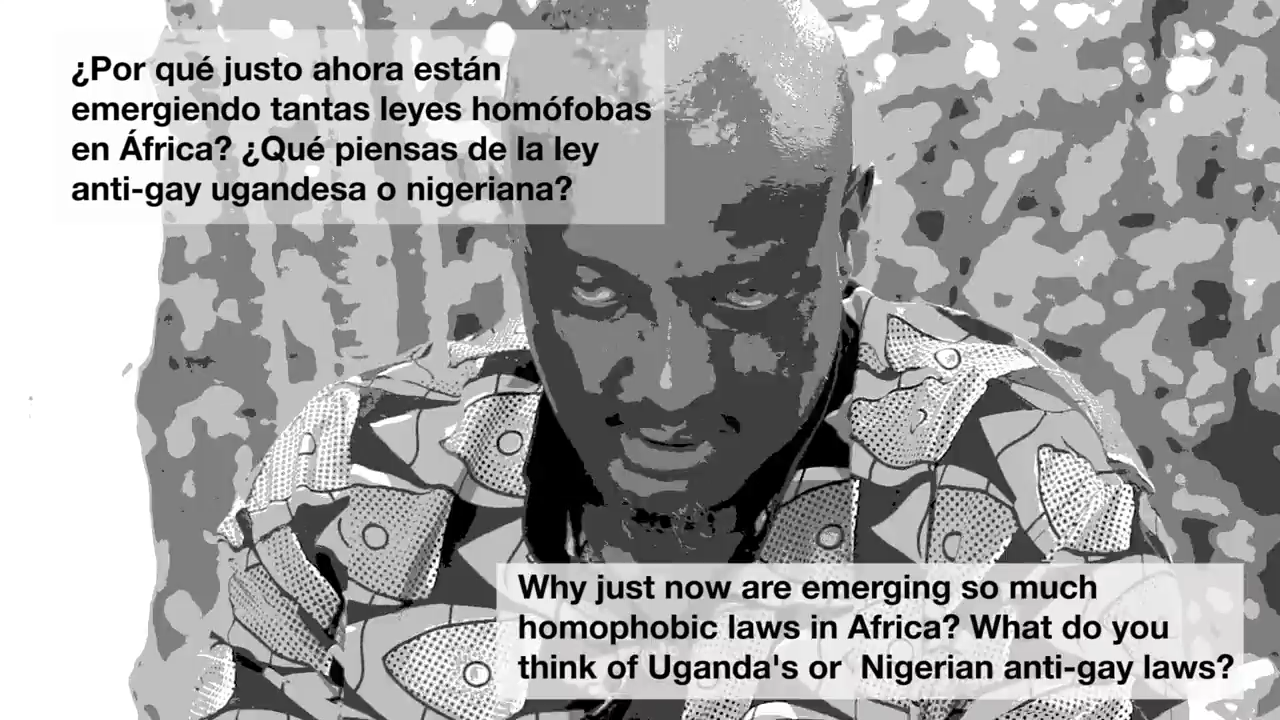 ¿Por qué justo ahora están
emergiendo tantas leyes homófobas
en África? ¿Qué piensas de la ley
anti-gay ugandesa o nigeriana?
Why just now are emerging so much
homophobic laws in Africa? What do you
think of Uganda's or  Nigerian anti-gay laws?